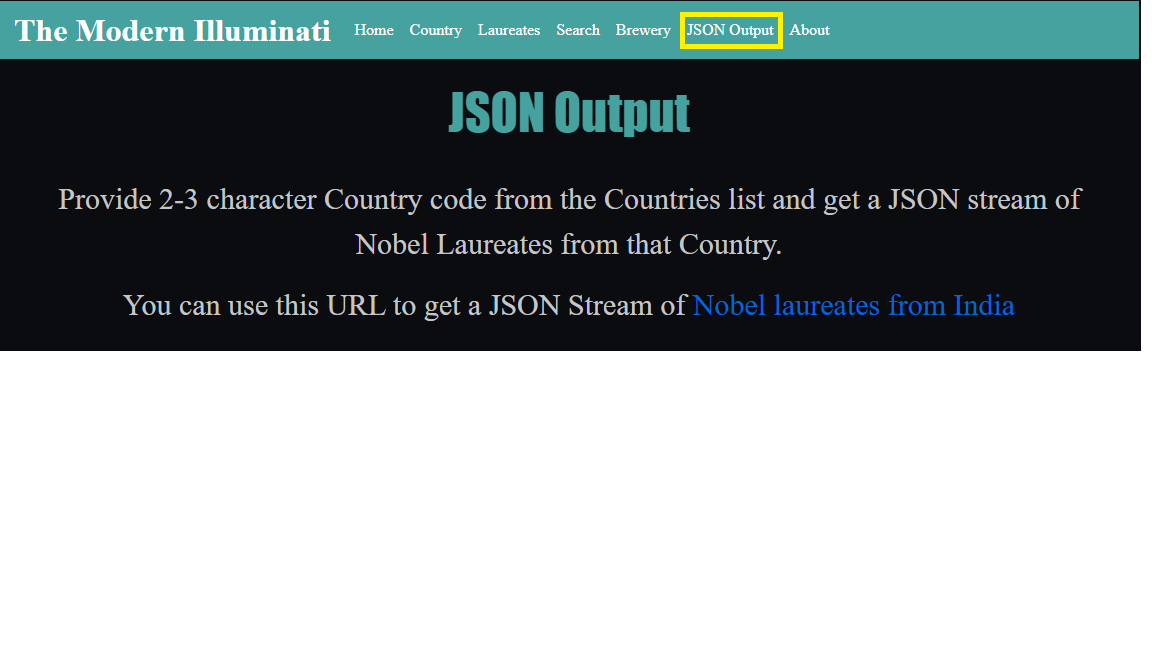 The Modern Illuminati Home Country Laureates Search Brewery JSON Output About
JSON Output
Provide 2-3 character Country code from the Countries list and get a JSON stream of
Nobel Laureates from that Country.
You can use this URL to get a JSON Stream of Nobel laureates from India